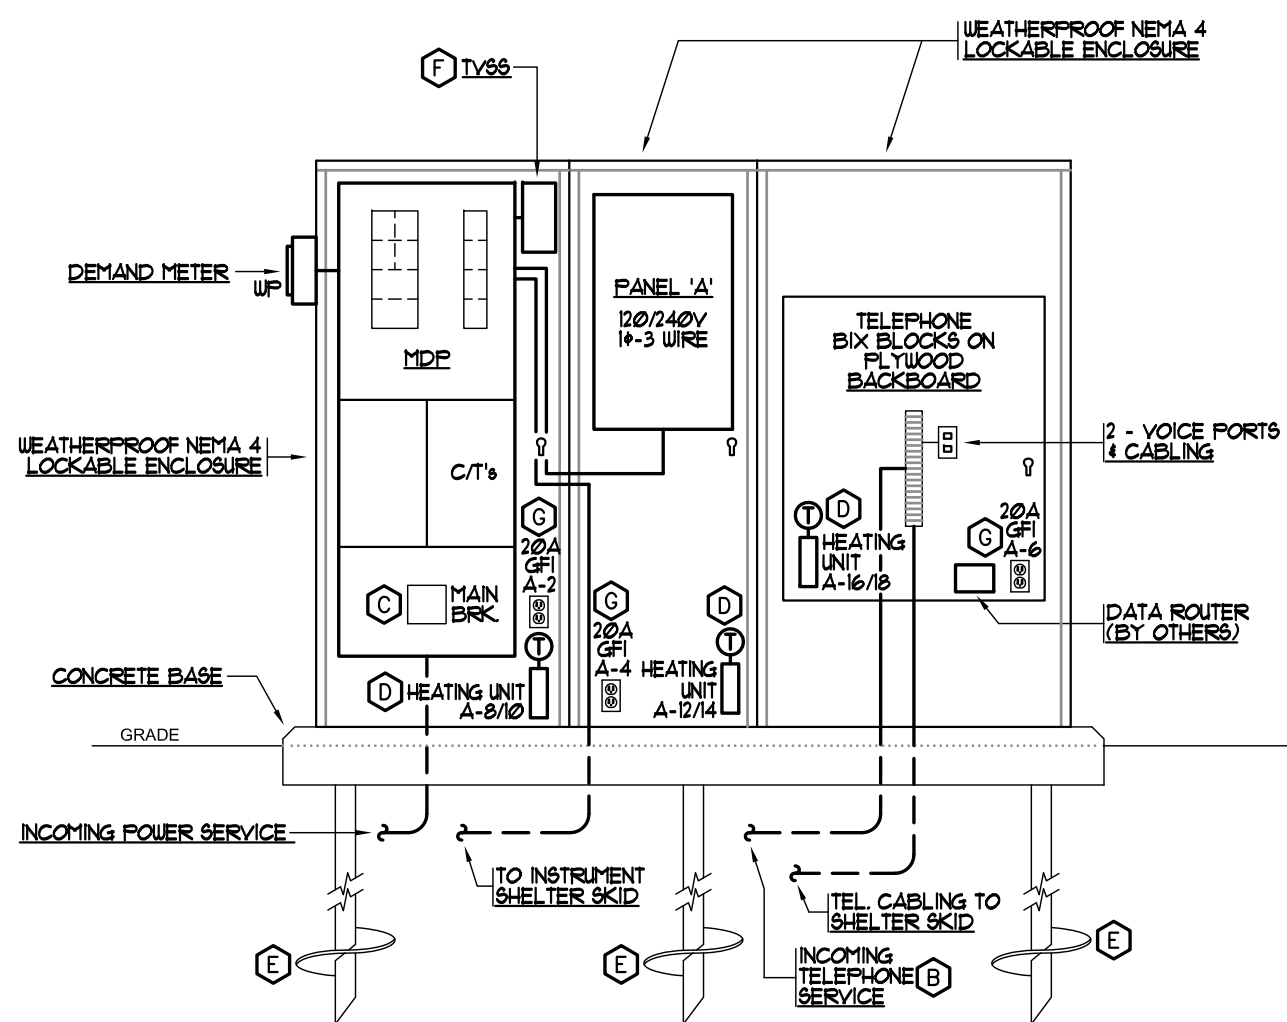 WEATHERPROOF NEMA 4
LOCKABLE ENCLOSURE
F
TVSS
DEMAND METER
WP
MDP
PANEL 'A'
120/240V
1ϕ-3 WIRE
TELEPHONE
BIX BLOCKS ON
PLYWOOD
BACKBOARD
WEATHERPROOF NEMA 4
LOCKABLE ENCLOSURE
C/T's
2 - VOICE PORTS
& CABLING
G
20A
GFI
A-2
T
D
HEATING
UNIT
A-16/18
G
20A
GFI
A-6
C
MAIN
BRK.
G
20A
GFI
A-4
D
T
HEATING
UNIT
A-12/14
T
DATA ROUTER
(BY OTHERS)
CONCRETE BASE
D
HEATING UNIT
A-8/10
GRADE
INCOMING POWER SERVICE
TO INSTRUMENT
SHELTER SKID
TEL. CABLING TO
SHELTER SKID
E
E
E
INCOMING
TELEPHONE
SERVICE
B